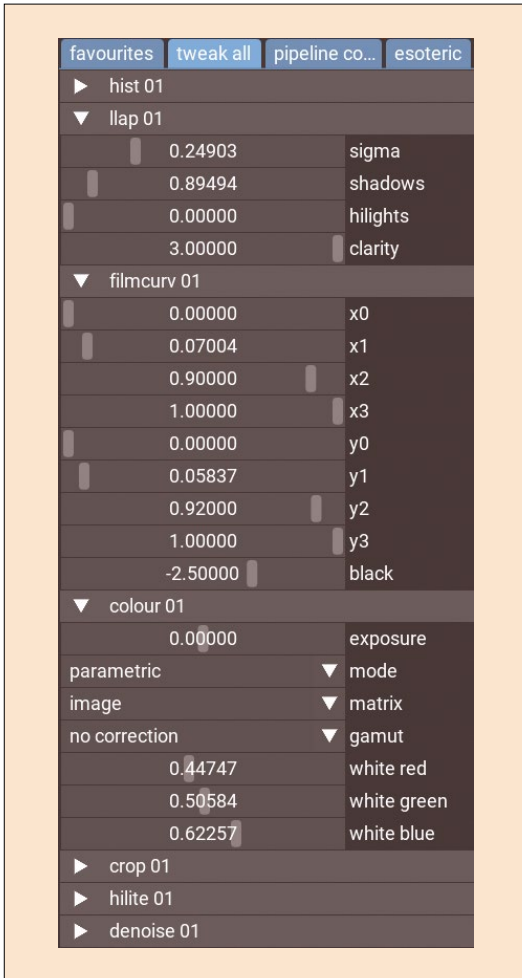 favourites tweak all pipeline co... esoteric
hist 01
llap 01
0.24903 sigma
0.89494 shadows
0.00000 hilights
3.00000 clarity
filmcurv 01
0.00000 x0
0.07004 x1
0.90000 x2
1.00000 x3
0.00000 y0
0.05837 y1
0.92000 y2
1.00000 y3
-2.50000 black
colour 01
0.00000 exposure
parametric mode
image matrix
no correction gamut
0.44747 white red
0.50584 white green
0.62257 white blue
crop 01
hilite 01
denoise 01